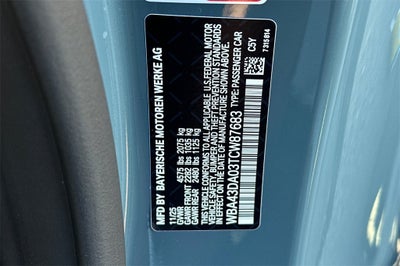 MFD BY BAYERISCHE MOTOREN WERKE AG
11/25
GVWR 4575 lbs 2075 kg
GAWR FRONT 2282 lbs 1035 kg
GAWR REAR 2480 lbs 1125 kg
THIS VEHICLE CONFORMS TO ALL APPLICABLE U.S. FEDERAL MOTOR
VEHICLE SAFETY, BUMPER, AND THEFT PREVENTION STANDARDS IN
EFFECT ON THE DATE OF MANUFACTURE SHOWN ABOVE.
WBA43DA03TCW87683 TYPE: PASSENGER CAR
C5Y
7315814